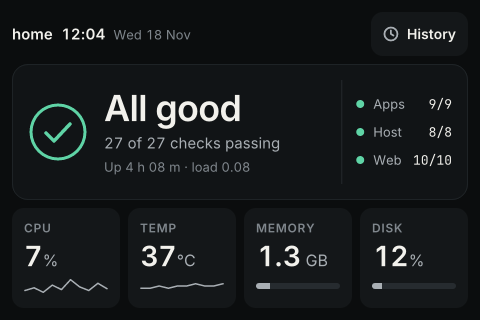 home 12:04 Wed 18 Nov
History
All good
27 of 27 checks passing
Up 4 h 08 m · load 0.08
Apps 9/9
Host 8/8
Web 10/10
CPU
7%
TEMP
37°C
MEMORY
1.3 GB
DISK
12%